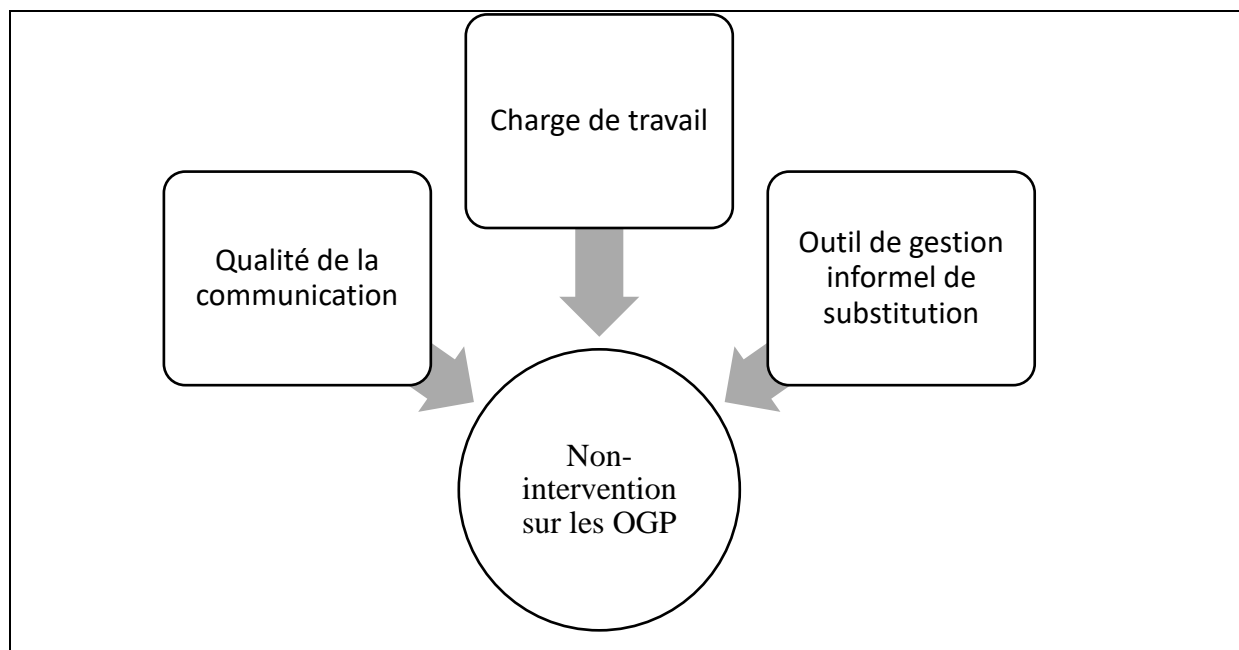 Charge de travail
Qualité de la
communication
Outil de gestion
informel de
substitution
Non-
intervention
sur les OGP